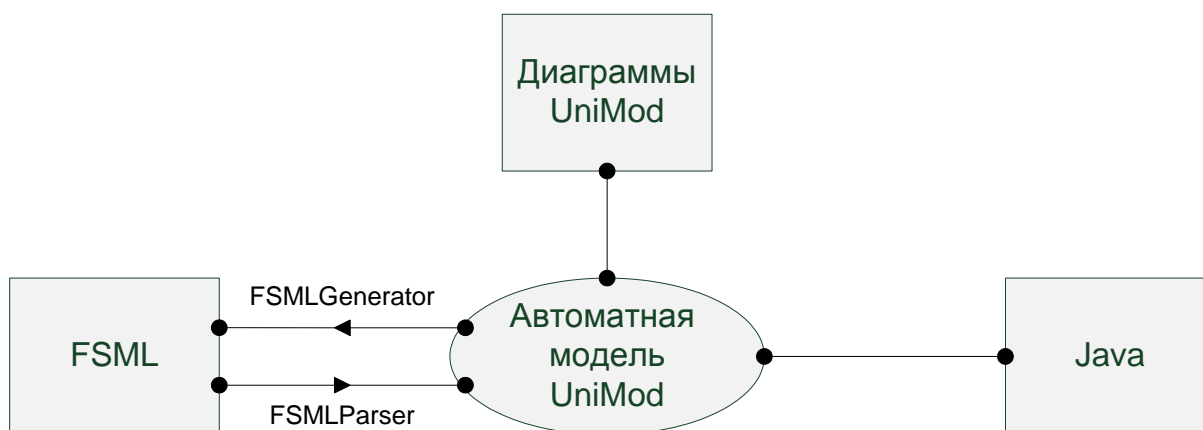 Диаграммы
UniMod
FSMLGenerator
FSML
FSMLParser
Автоматная
модель
UniMod
Java